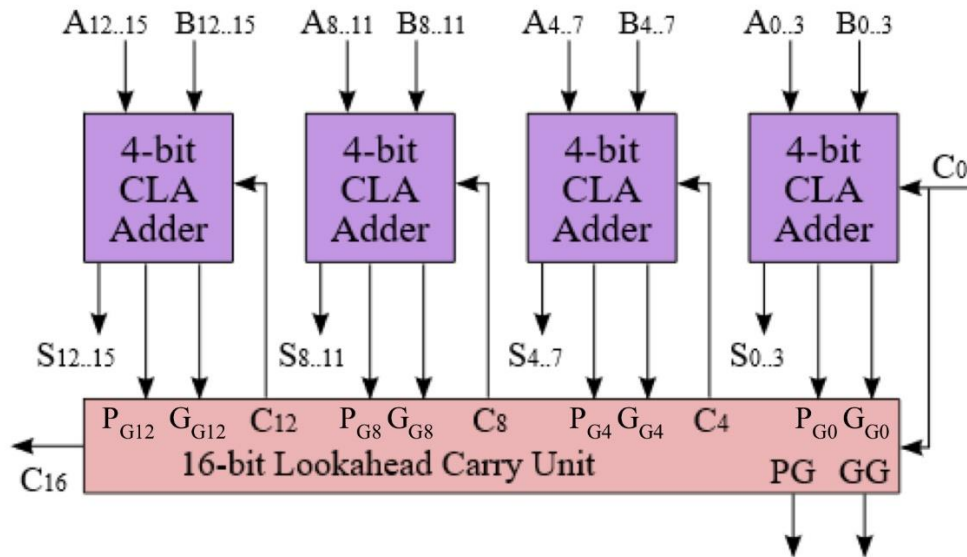 A12..15 B12..15 A8..11 B8..11 A4..7 B4..7 A0..3 B0..3
4-bit CLA Adder
4-bit CLA Adder
4-bit CLA Adder
4-bit CLA Adder
C0
S12..15 S8..11 S4..7 S0..3
PG12 GG12 C12 PG8 GG8 C8 PG4 GG4 C4 PG0 GG0
16-bit Lookahead Carry Unit
C16
PG GG